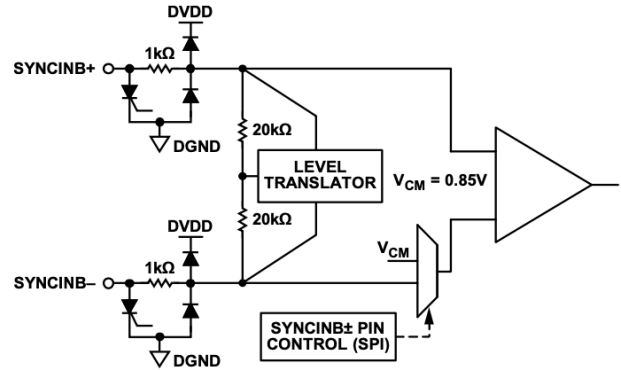 DVDD
1kΩ
SYNCINB+
DGND
20kΩ
LEVEL
TRANSLATOR
VCM = 0.85V
20kΩ
DVDD
VCM
1kΩ
SYNCINB–
SYNCINB± PIN
CONTROL (SPI)
DGND